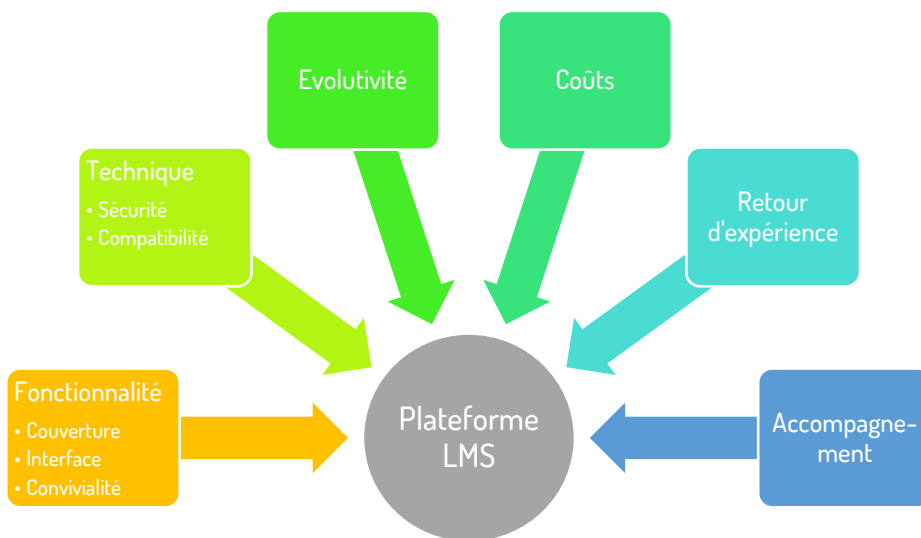 Evolutivité
Coûts
Technique
• Sécurité
• Compatibilité
Retour
d'expérience
Fonctionnalité
• Couverture
• Interface
• Convivialité
Plateforme
LMS
Accompagne-
ment